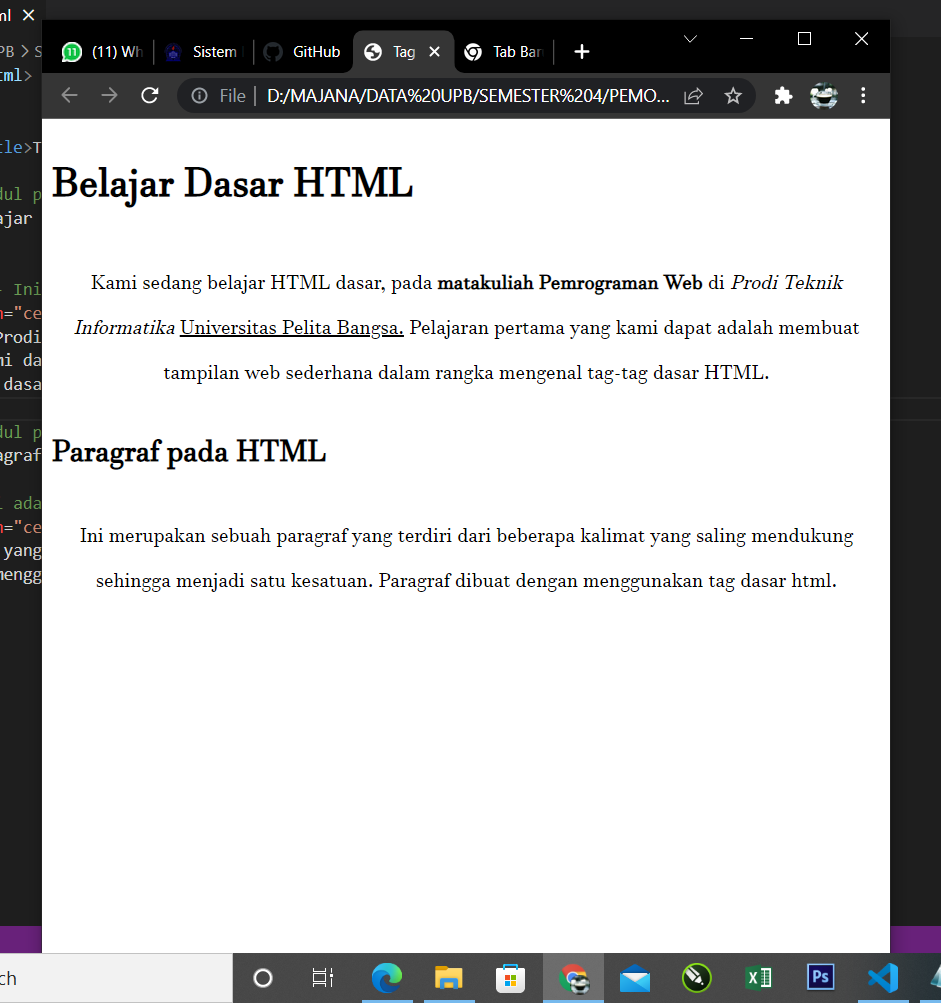 ml
(11) Wh
Sistem
GitHub
Tag
Tab Bar
File
D:/MAJANA/DATA%20UPB/SEMESTER%204/PEMO...
PB > S
tml>
tle>T
dul p
ajar
Ini
n="ce
Prodi
mi da
dasa
dul p
agraf
ada
n="ce
yang
mengg
Belajar Dasar HTML
Kami sedang belajar HTML dasar, pada matakuliah Pemrograman Web di Prodi Teknik
Informatika Universitas Pelita Bangsa. Pelajaran pertama yang kami dapat adalah membuat
tampilan web sederhana dalam rangka mengenal tag-tag dasar HTML.
Paragraf pada HTML
Ini merupakan sebuah paragraf yang terdiri dari beberapa kalimat yang saling mendukung
sehingga menjadi satu kesatuan. Paragraf dibuat dengan menggunakan tag dasar html.
ch
Ps